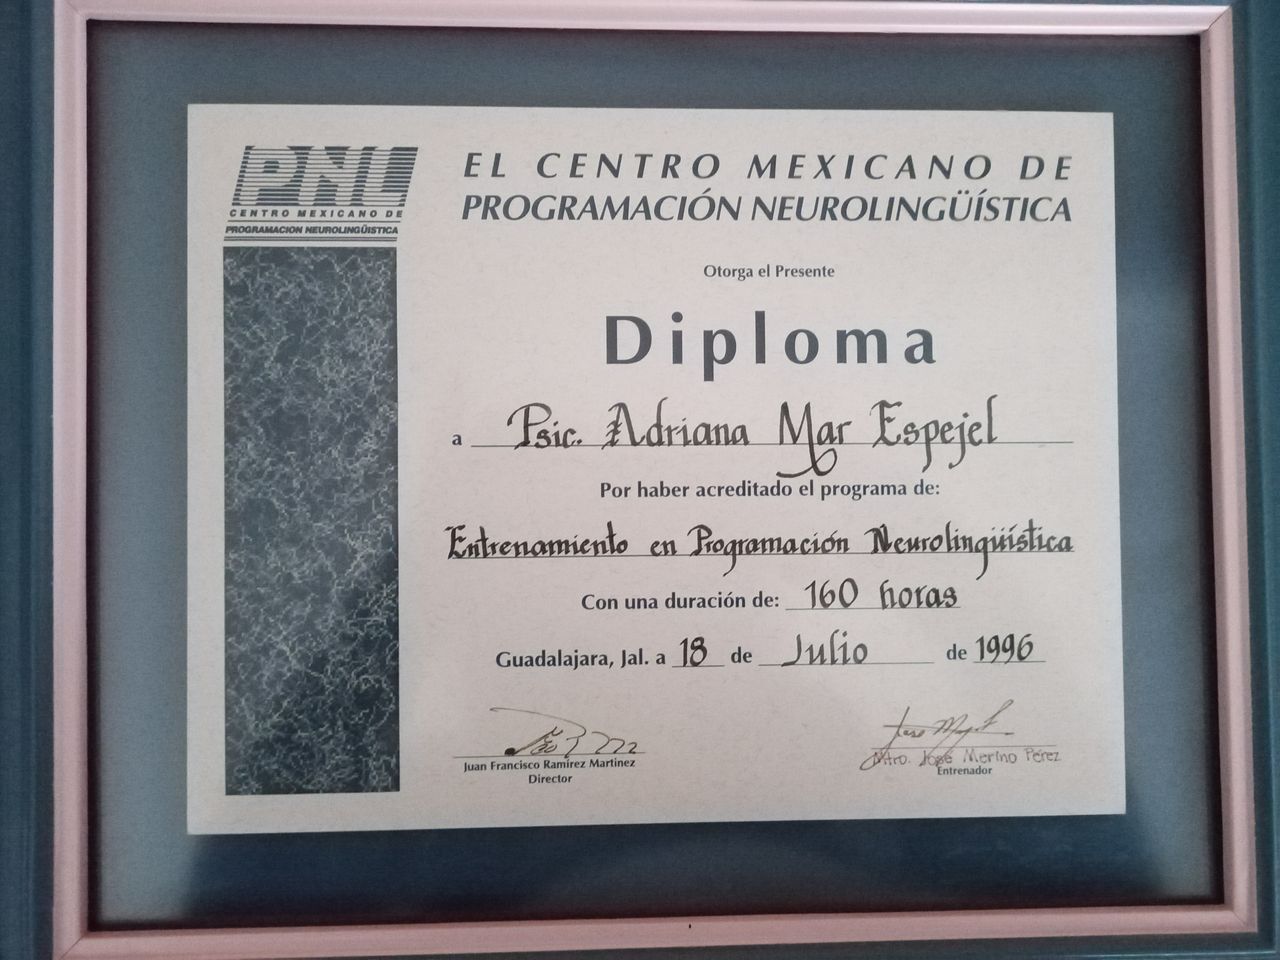 PNL
CENTRO MEXICANO DE
PROGRAMACION NEUROLINGÜISTICA
EL CENTRO MEXICANO DE
PROGRAMACIÓN NEUROLINGÜÍSTICA
Otorga el Presente
Diploma
a Psic. Adriana Mar Espejel
Por haber acreditado el programa de:
Entrenamiento en Programación Neurolingüística
Con una duración de: 160 horas
Guadalajara, Jal. a 18 de Julio de 1996
Juan Francisco Ramírez Martínez
Director
Mtro. José Merino Pérez
Entrenador